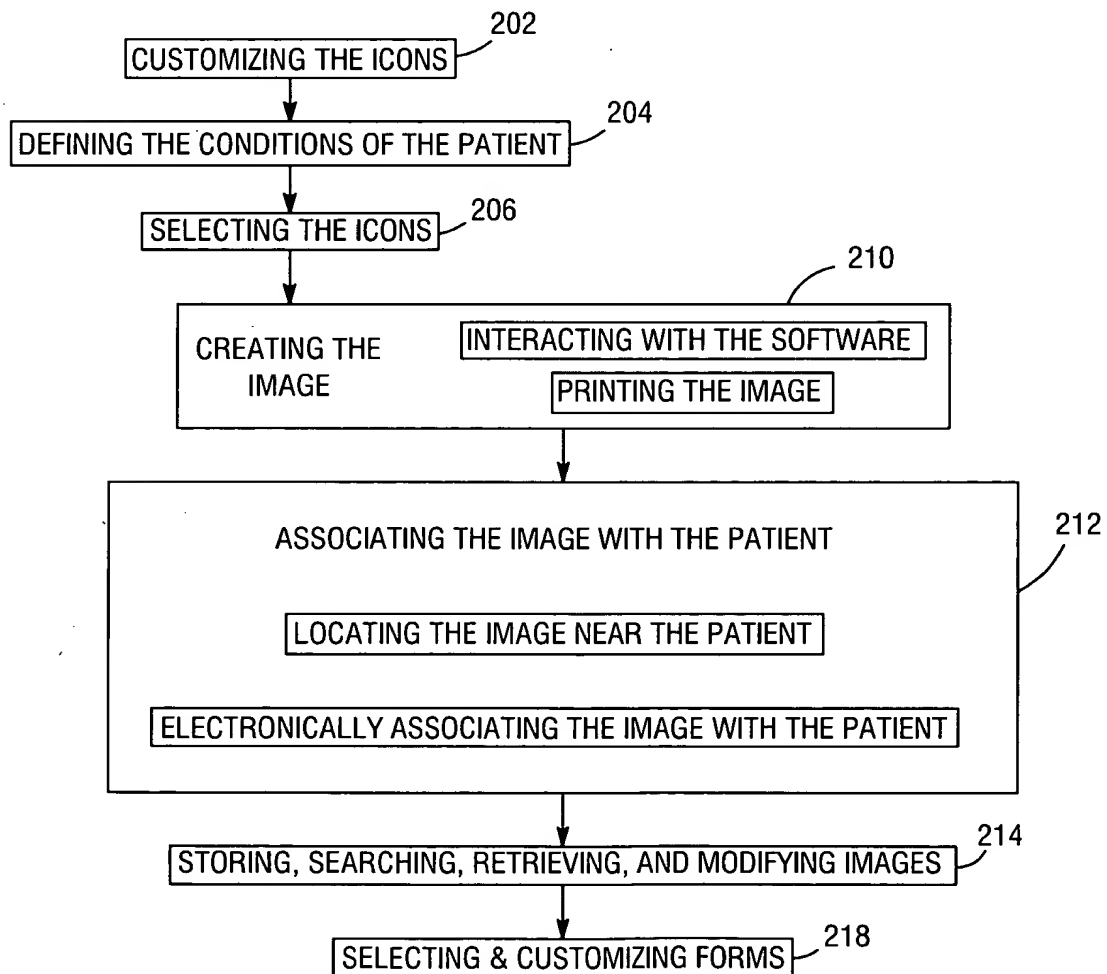 202
CUSTOMIZING THE ICONS
204
DEFINING THE CONDITIONS OF THE PATIENT
206
SELECTING THE ICONS
210
CREATING THE
IMAGE
INTERACTING WITH THE SOFTWARE
PRINTING THE IMAGE
212
ASSOCIATING THE IMAGE WITH THE PATIENT
LOCATING THE IMAGE NEAR THE PATIENT
ELECTRONICALLY ASSOCIATING THE IMAGE WITH THE PATIENT
214
STORING, SEARCHING, RETRIEVING, AND MODIFYING IMAGES
218
SELECTING & CUSTOMIZING FORMS